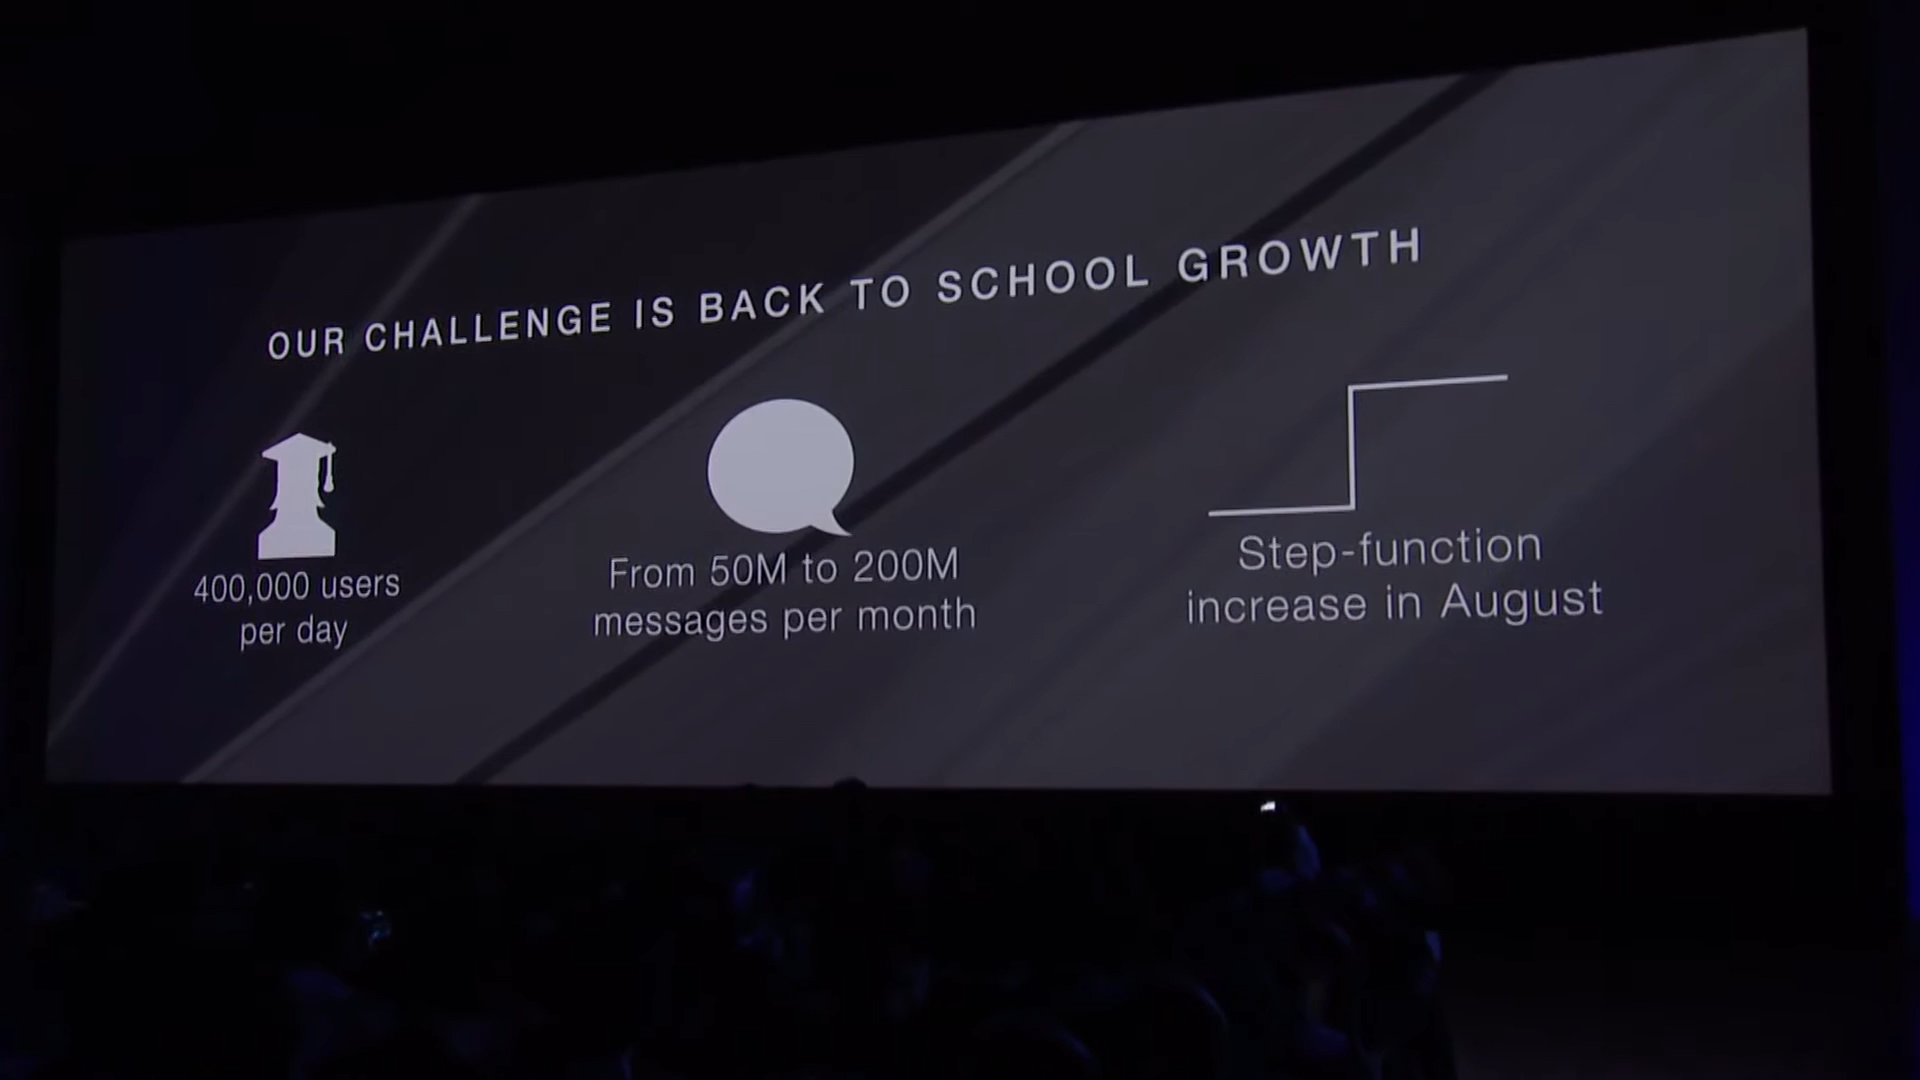 OUR CHALLENGE IS BACK TO SCHOOL GROWTH
400,000 users
per day
From 50M to 200M
messages per month
Step-function
increase in August